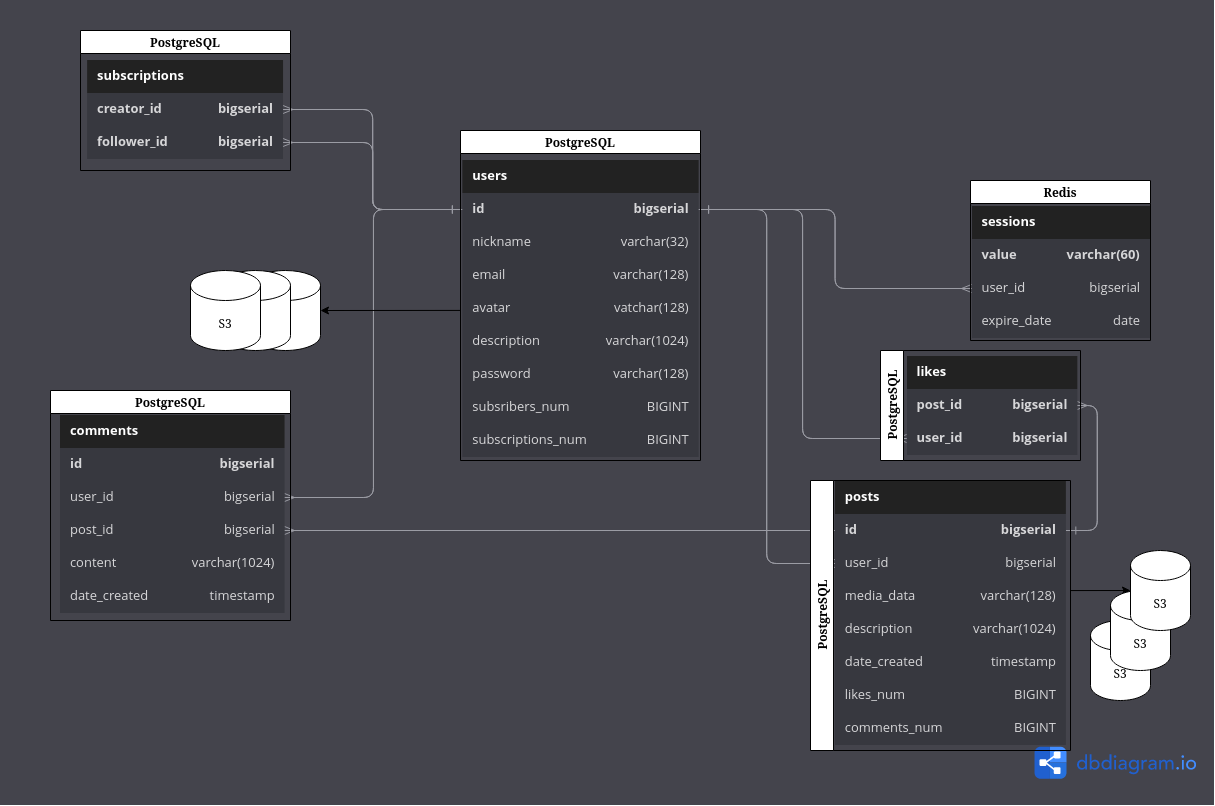 PostgreSQL
subscriptions
creator_id bigserial
follower_id bigserial
PostgreSQL
users
id bigserial
nickname varchar(32)
email varchar(128)
avatar vatchar(128)
description varchar(1024)
password varchar(128)
subsribers_num BIGINT
subscriptions_num BIGINT
Redis
sessions
value varchar(60)
user_id bigserial
expire_date date
S3
PostgreSQL
likes
post_id bigserial
user_id bigserial
PostgreSQL
comments
id bigserial
user_id bigserial
post_id bigserial
content varchar(1024)
date_created timestamp
PostgreSQL
posts
id bigserial
user_id bigserial
media_data varchar(128)
description varchar(1024)
date_created timestamp
likes_num BIGINT
comments_num BIGINT
S3
S3
S3
dbdiagram.io